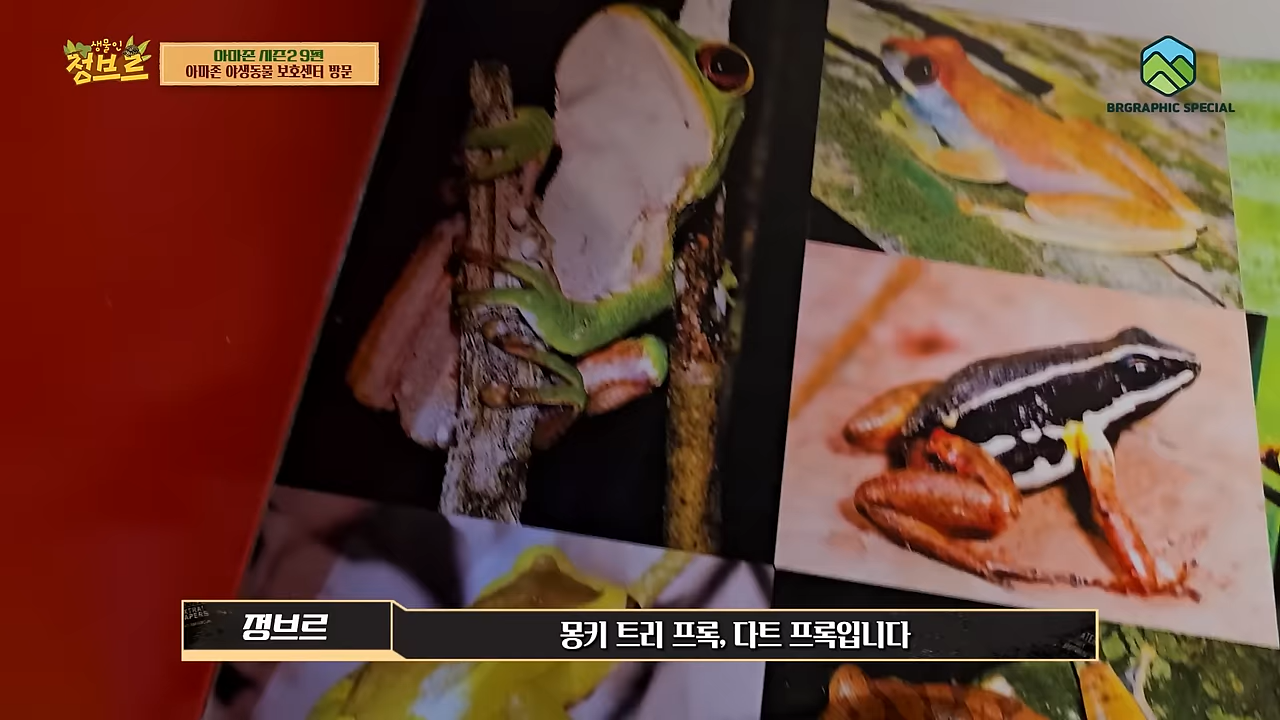 생물인
정브르
아마존 시즌2 9편
아마존 야생동물 보호센터 방문
BRGRAPHIC SPECIAL
정브르
몽키 트리 프록, 다트 프록입니다